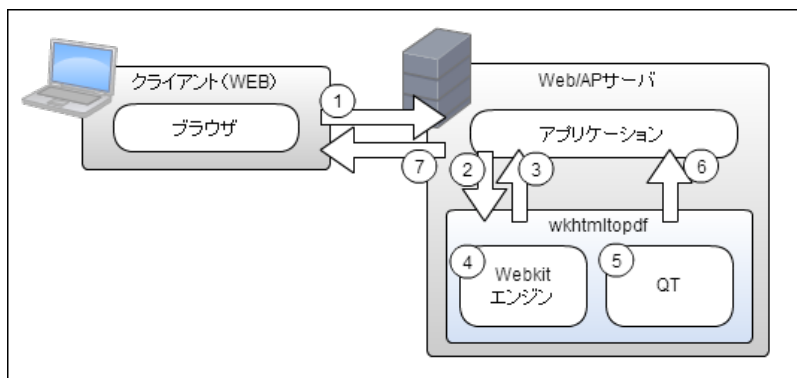 クライアント(WEB)
ブラウザ
1
7
Web/APサーバ
アプリケーション
2
3
6
wkhtmltopdf
4
Webkit
エンジン
5
QT